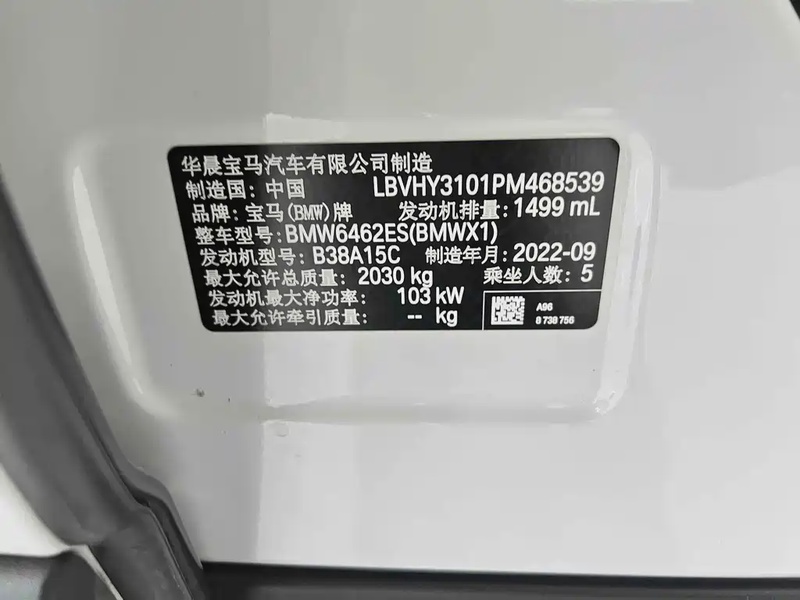 华晨宝马汽车有限公司制造
制造国: 中国 LBVHY3101PM468539
品牌: 宝马(BMW)牌 发动机排量: 1499 mL
整车型号: BMW6462ES(BMWX1)
发动机型号: B38A15C 制造年月: 2022-09
最大允许总质量: 2030 kg 乘坐人数: 5
发动机最大净功率: 103 kW
最大允许牵引质量: -- kg
A96
8 738 756